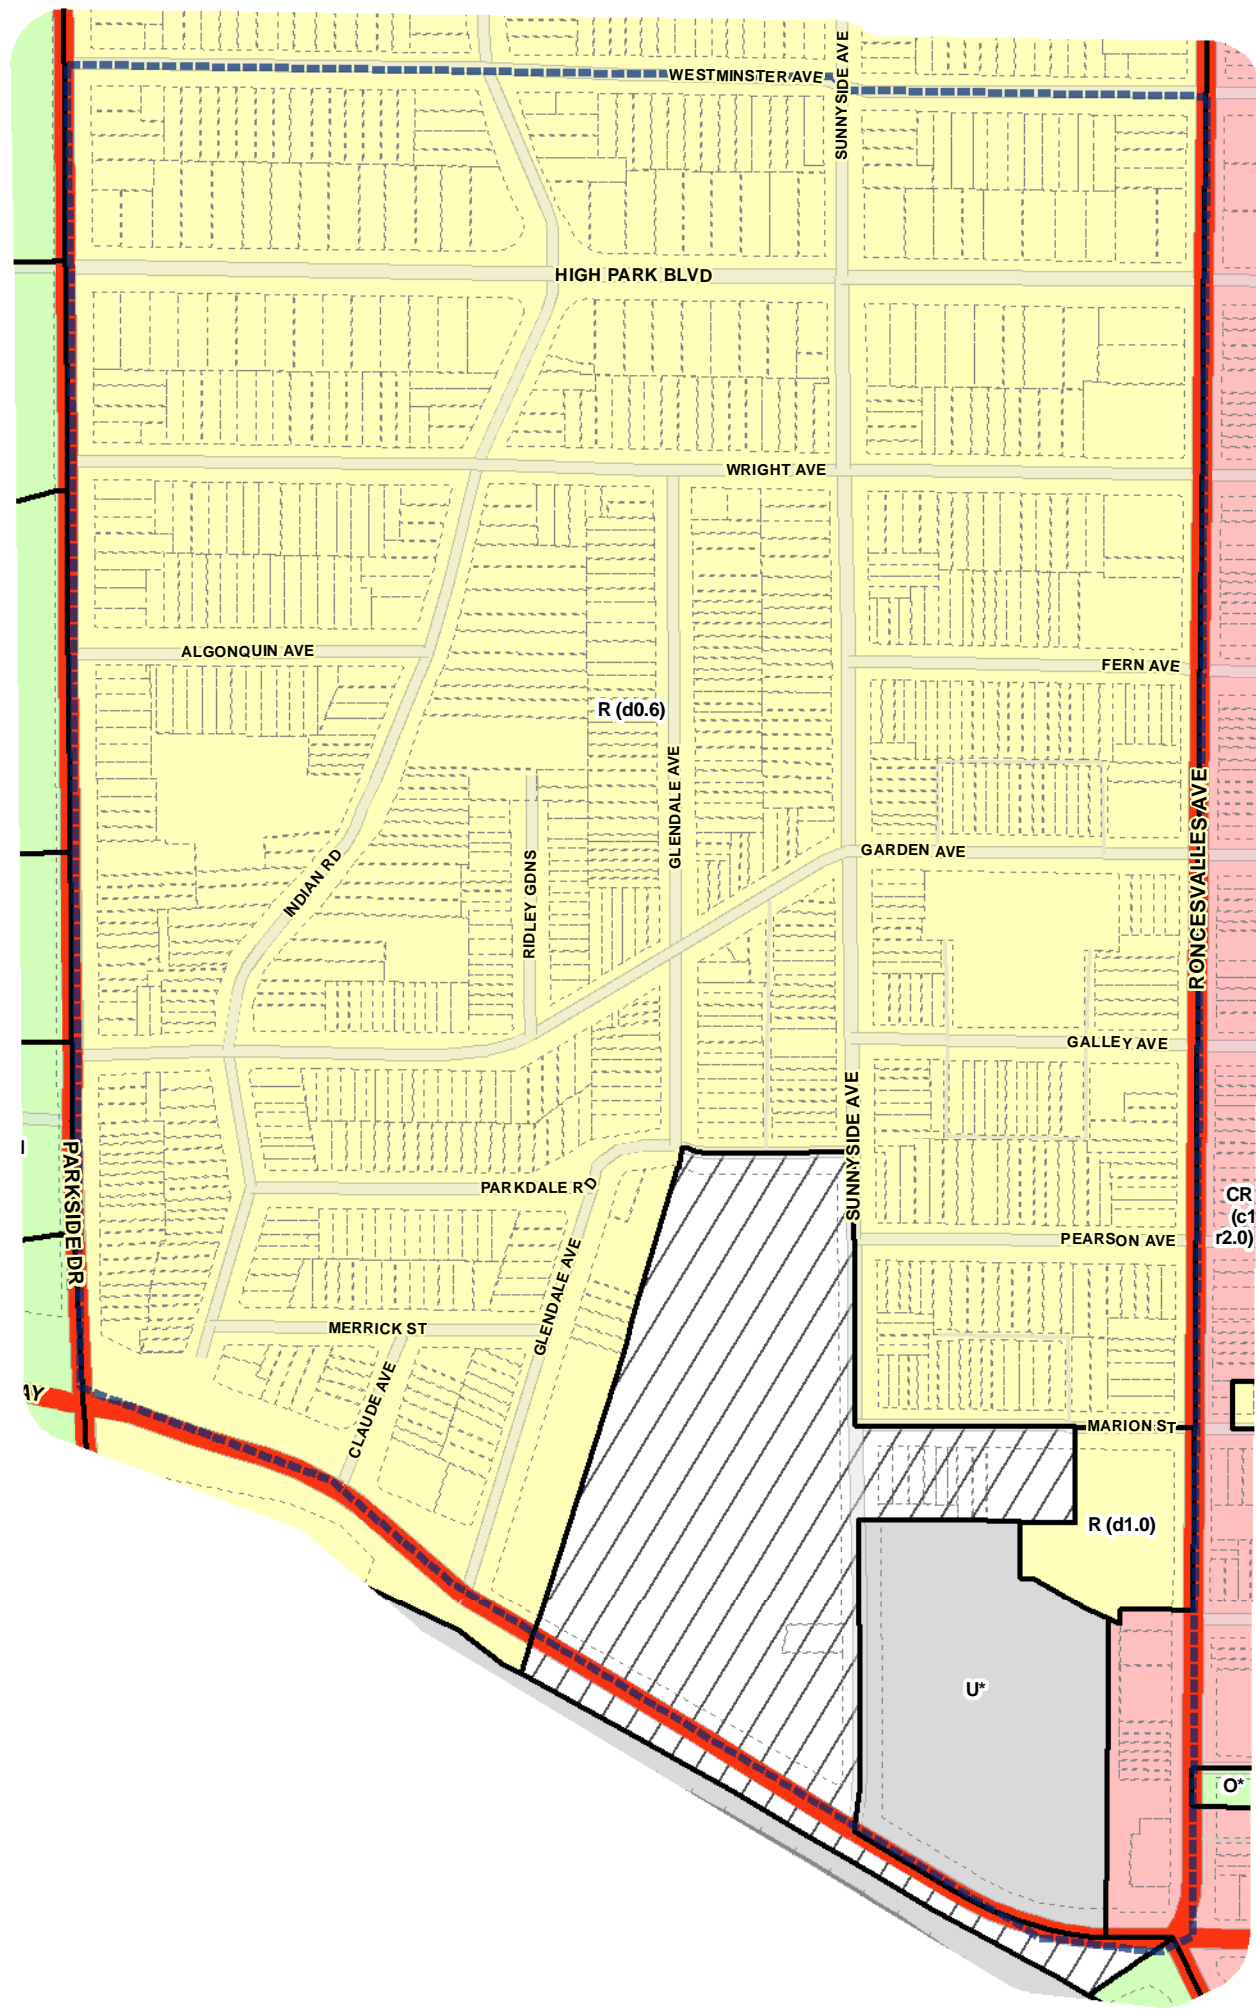 SUNNYSIDE AVE
WESTMINSTER AVE
HIGH PARK BLVD
WRIGHT AVE
ALGONQUIN AVE
FERN AVE
R (d0.6)
GLENDALE AVE
RONCESVALLES AVE
GARDEN AVE
INDIAN RD
RIDLEY GDNS
GALLEY AVE
SUNNYSIDE AVE
PARKSIDE DR
PARKDALE RD
CR
(c1
r2.0)
PEARSON AVE
GLENDALE AVE
MERRICK ST
CLAUDE AVE
AY
MARION ST
R (d1.0)
U*
O*